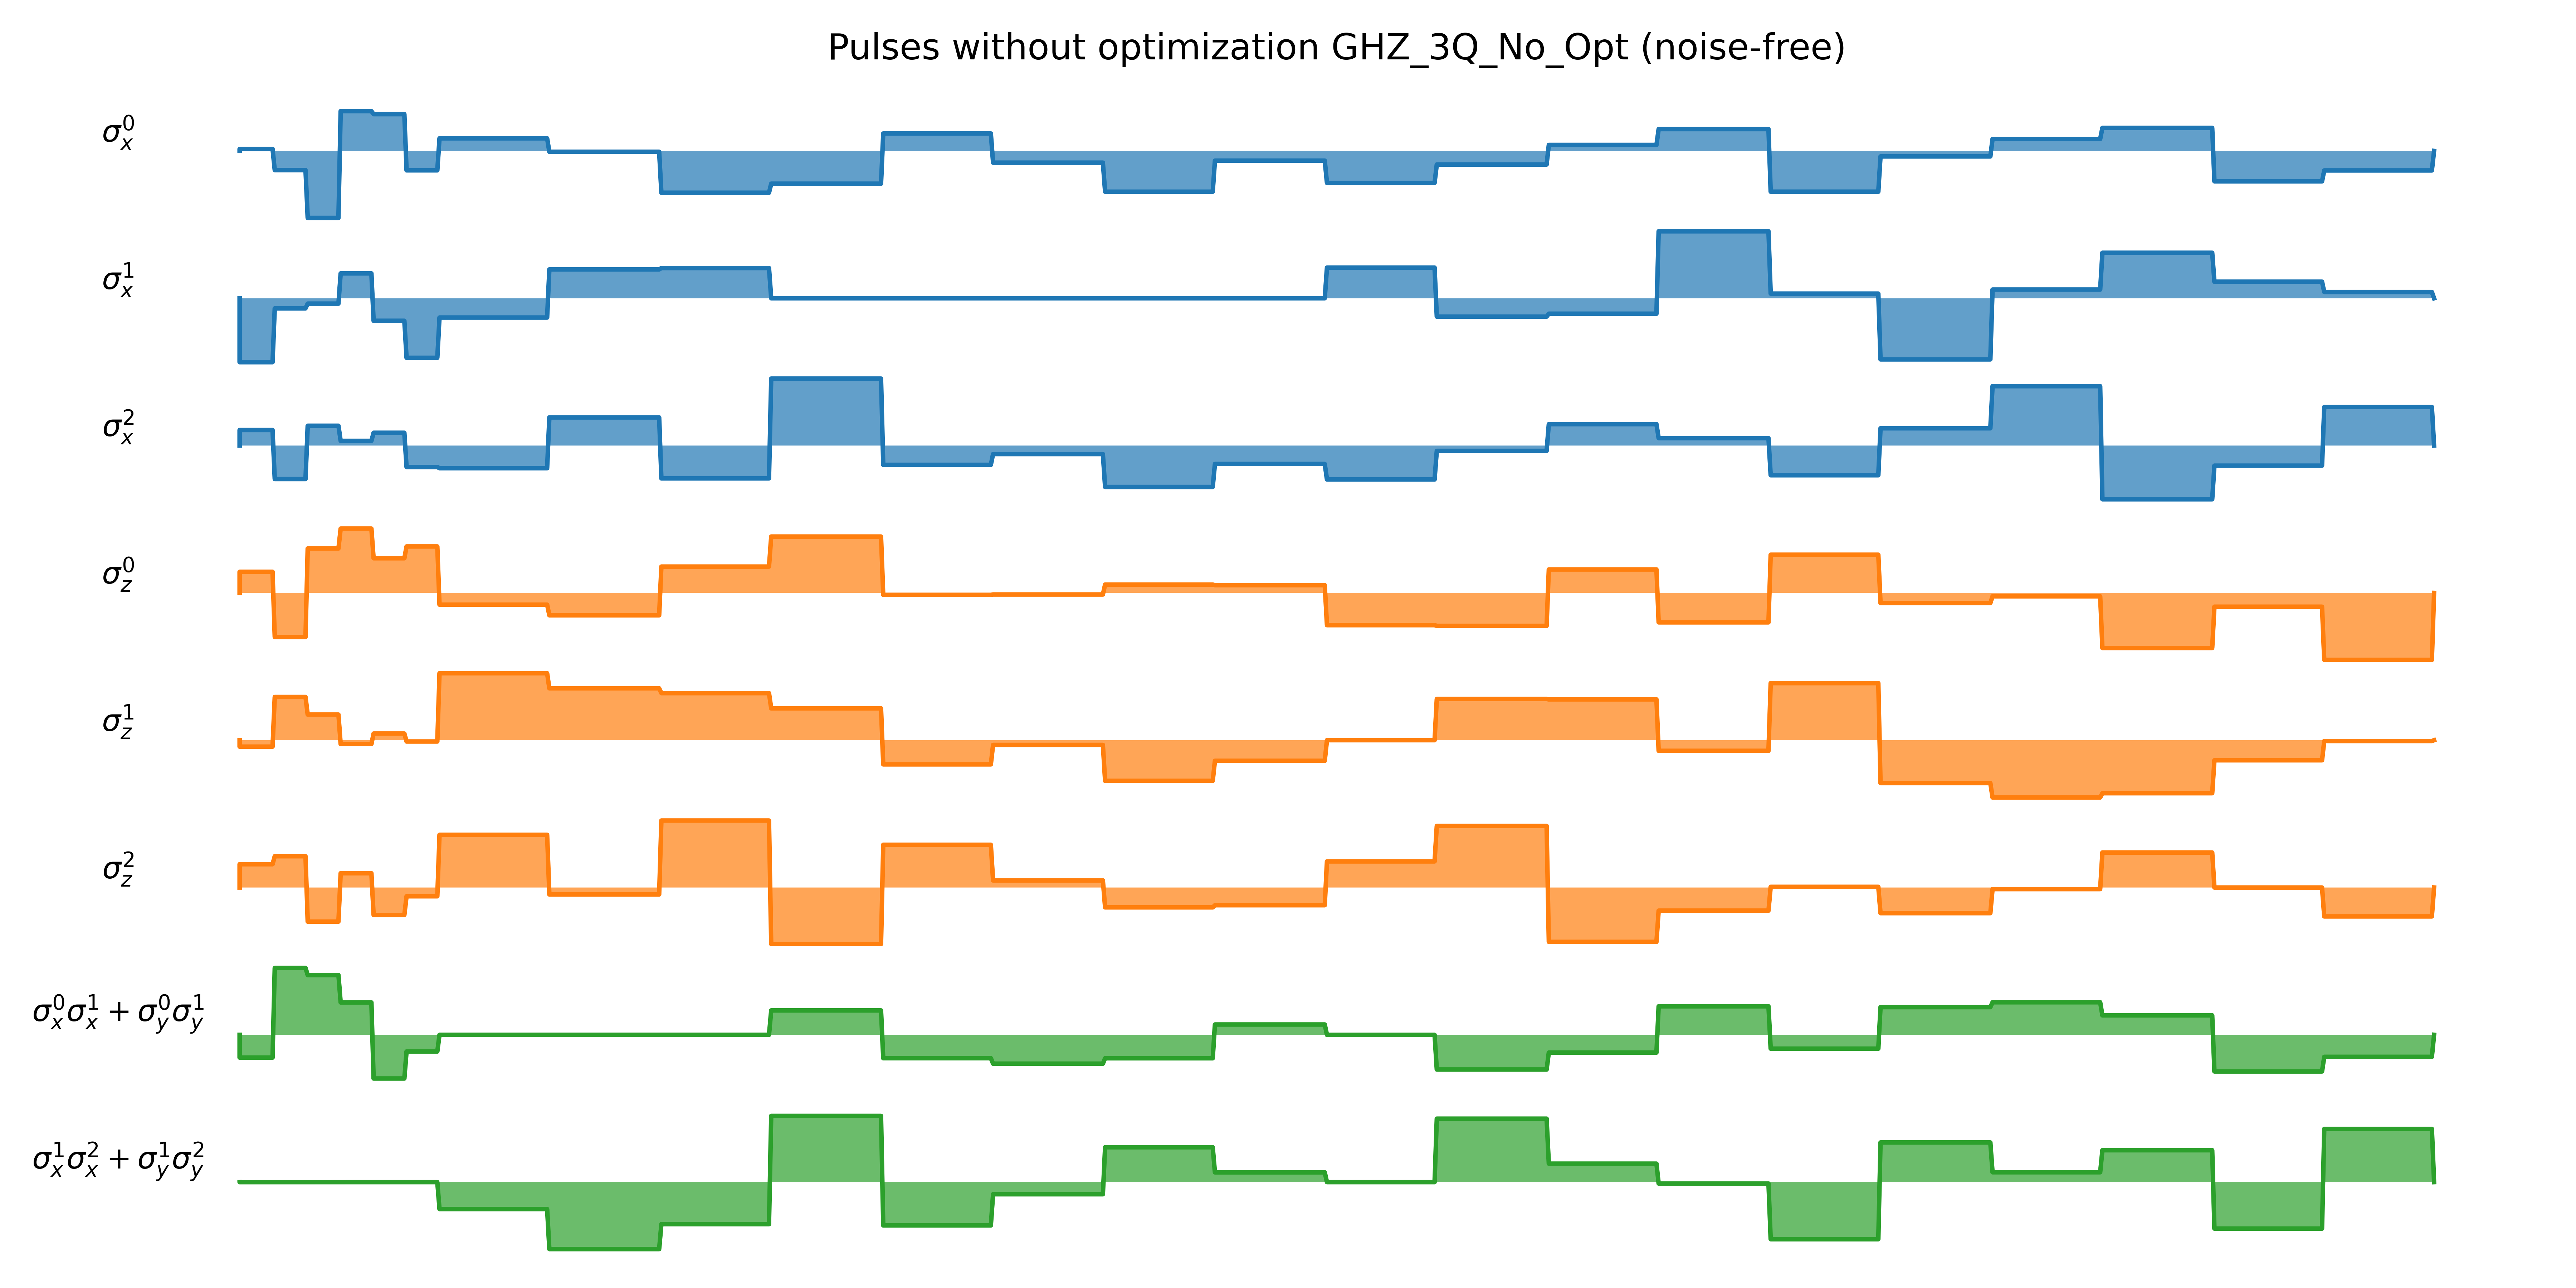 Pulses without optimization GHZ_3Q_No_Opt (noise-free)
σ_x^0
σ_x^1
σ_x^2
σ_z^0
σ_z^1
σ_z^2
σ_x^0σ_x^1 + σ_y^0σ_y^1
σ_x^1σ_x^2 + σ_y^1σ_y^2